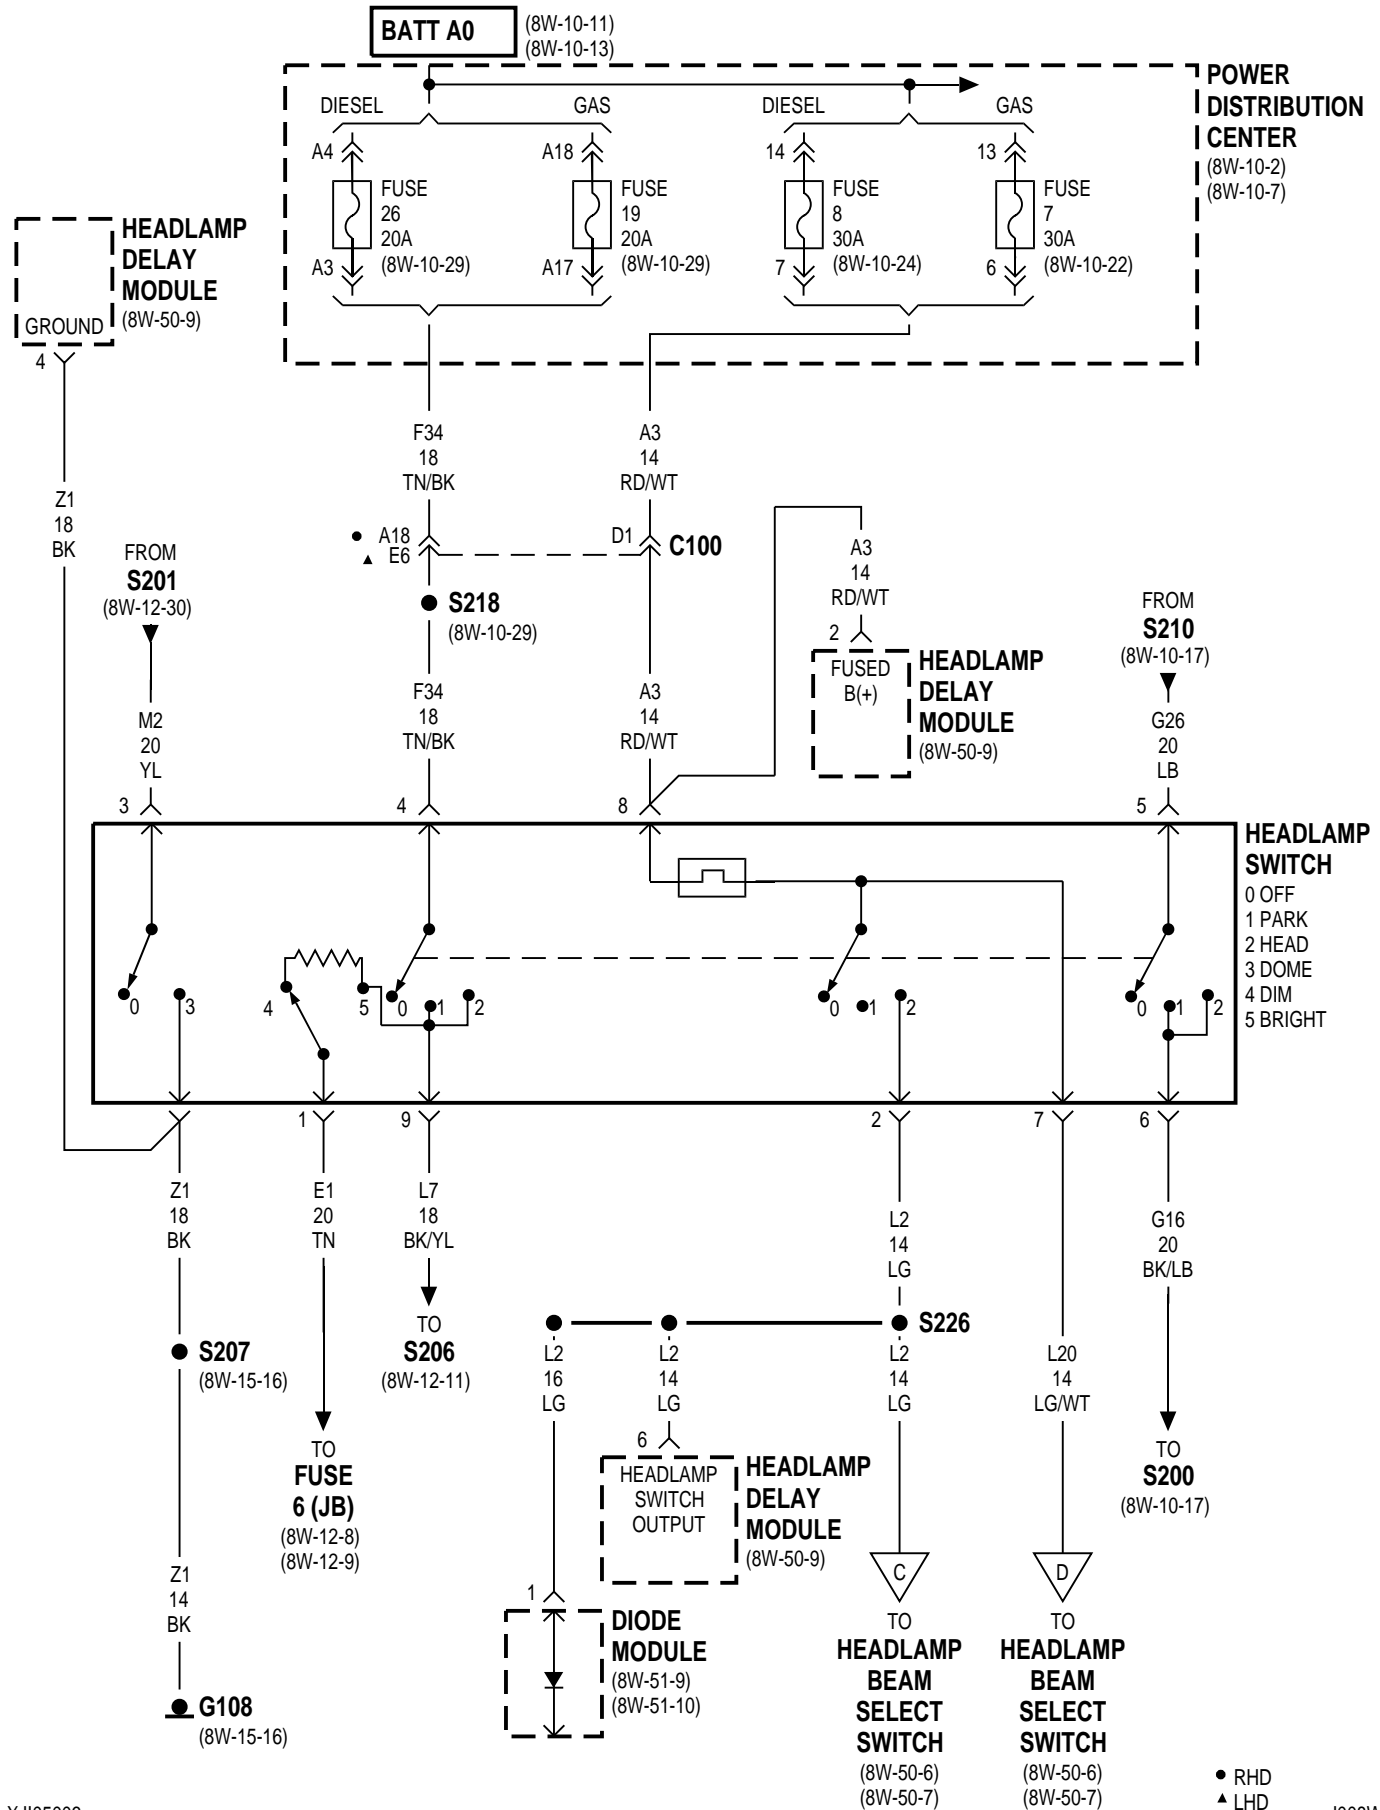 BATT A0
(8W-10-11)
(8W-10-13)
POWER
DISTRIBUTION
CENTER
(8W-10-2)
(8W-10-7)
DIESEL
GAS
DIESEL
GAS
A4
A18
14
13
FUSE
26
20A
(8W-10-29)
FUSE
19
20A
(8W-10-29)
FUSE
8
30A
(8W-10-24)
FUSE
7
30A
(8W-10-22)
A3
A17
7
6
HEADLAMP
DELAY
MODULE
(8W-50-9)
GROUND
4
Z1
18
BK
F34
18
TN/BK
A3
14
RD/WT
● A18
▲ E6
D1
C100
S218
(8W-10-29)
FROM
S201
(8W-12-30)
M2
20
YL
F34
18
TN/BK
A3
14
RD/WT
A3
14
RD/WT
2
FUSED
B(+)
HEADLAMP
DELAY
MODULE
(8W-50-9)
FROM
S210
(8W-10-17)
G26
20
LB
3
4
8
5
HEADLAMP
SWITCH
0 OFF
1 PARK
2 HEAD
3 DOME
4 DIM
5 BRIGHT
0
3
4
5
0
1
2
0
1
2
0
1
2
1
9
2
7
6
Z1
18
BK
E1
20
TN
L7
18
BK/YL
L2
14
LG
G16
20
BK/LB
TO
S206
(8W-12-11)
S226
S207
(8W-15-16)
L2
16
LG
L2
14
LG
L2
14
LG
L20
14
LG/WT
TO
FUSE
6 (JB)
(8W-12-8)
(8W-12-9)
6
HEADLAMP
SWITCH
OUTPUT
HEADLAMP
DELAY
MODULE
(8W-50-9)
TO
S200
(8W-10-17)
Z1
14
BK
C
D
1
DIODE
MODULE
(8W-51-9)
(8W-51-10)
TO
HEADLAMP
BEAM
SELECT
SWITCH
(8W-50-6)
(8W-50-7)
TO
HEADLAMP
BEAM
SELECT
SWITCH
(8W-50-6)
(8W-50-7)
G108
(8W-15-16)
● RHD
▲ LHD